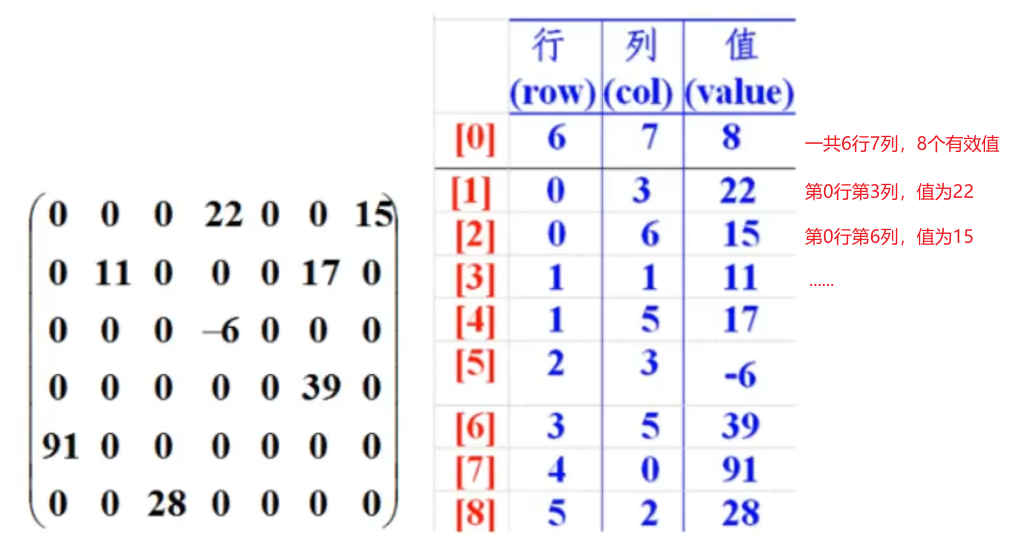 行 列 值
(row) (col) (value)
[0] 6 7 8 一共6行7列，8个有效值
[1] 0 3 22 第0行第3列，值为22
[2] 0 6 15 第0行第6列，值为15
[3] 1 1 11 ......
[4] 1 5 17
[5] 2 3 -6
[6] 3 5 39
[7] 4 0 91
[8] 5 2 28
0 0 0 22 0 0 15
0 11 0 0 0 17 0
0 0 0 –6 0 0 0
0 0 0 0 0 39 0
91 0 0 0 0 0 0
0 0 28 0 0 0 0